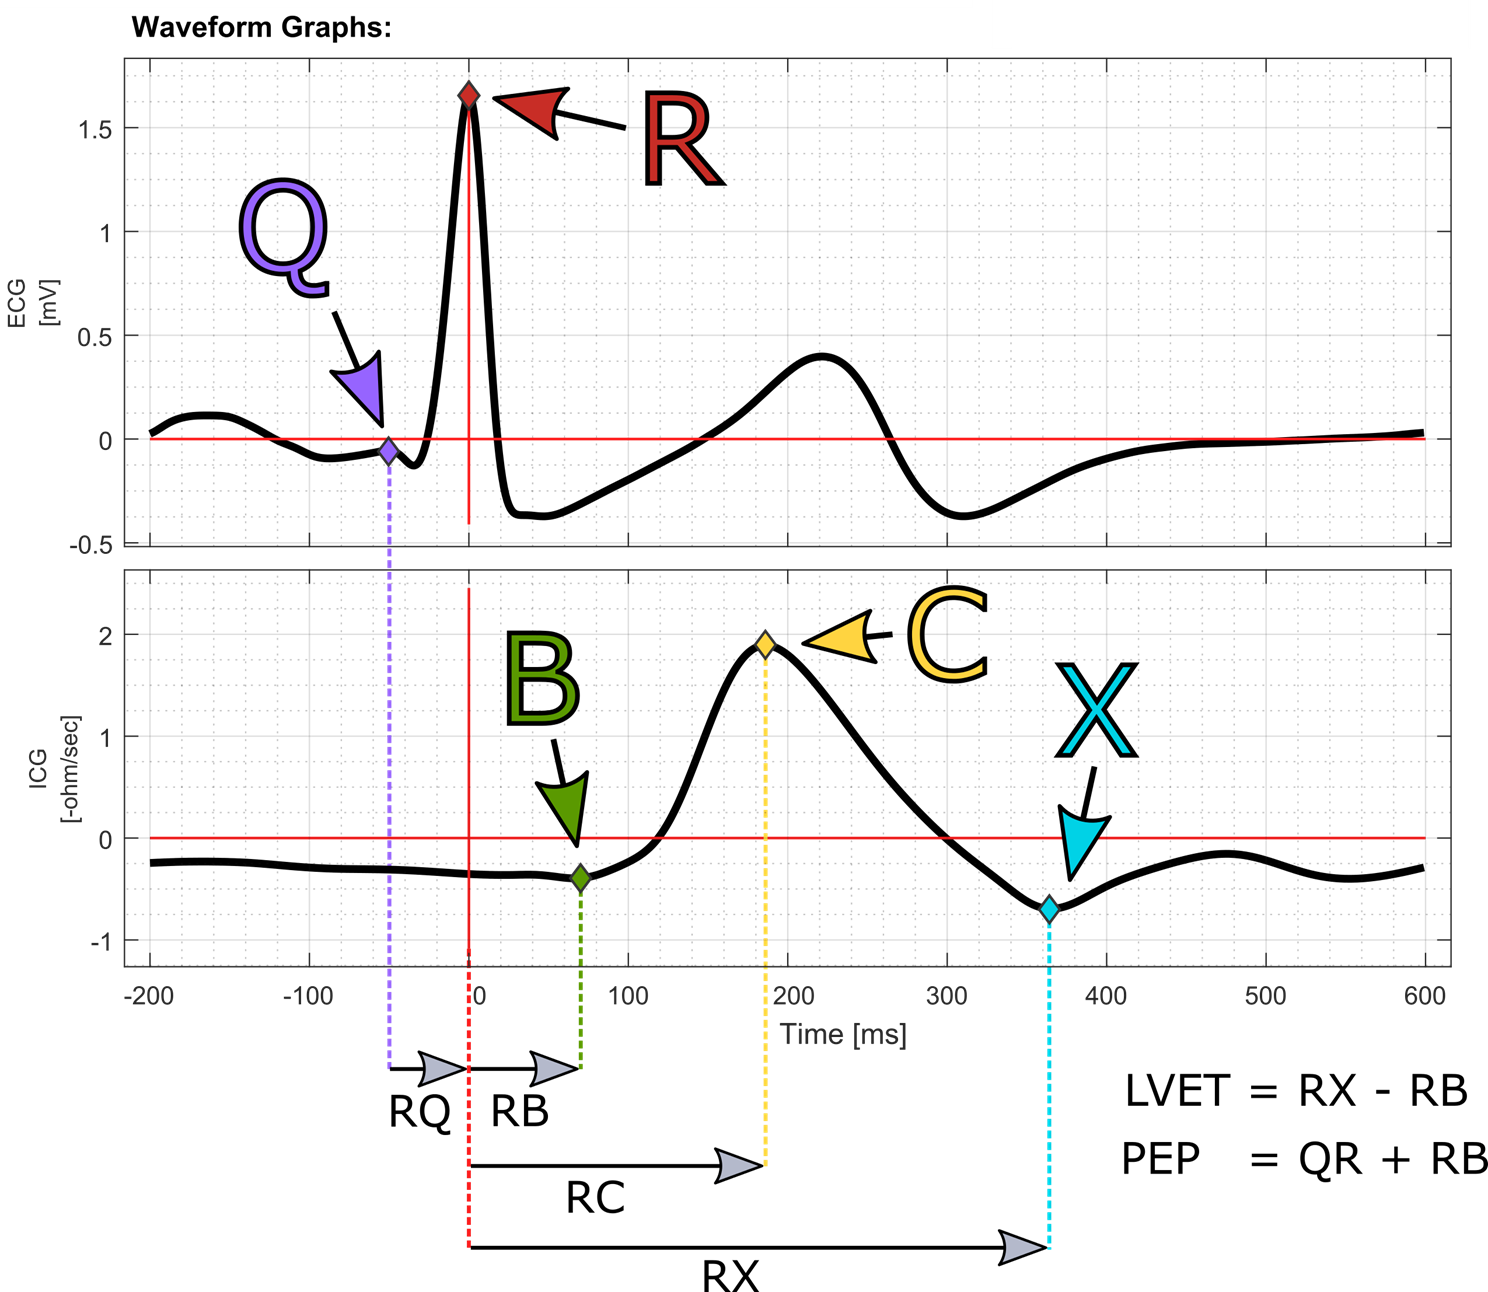 Waveform Graphs:
R
Q
1.5
1
0.5
0
-0.5
ECG
[mV]
B
C
X
2
1
0
-1
ICG
[-ohm/sec]
-200 -100 0 100 200 300 400 500 600
Time [ms]
RQ RB
RC
RX
LVET = RX - RB
PEP = QR + RB